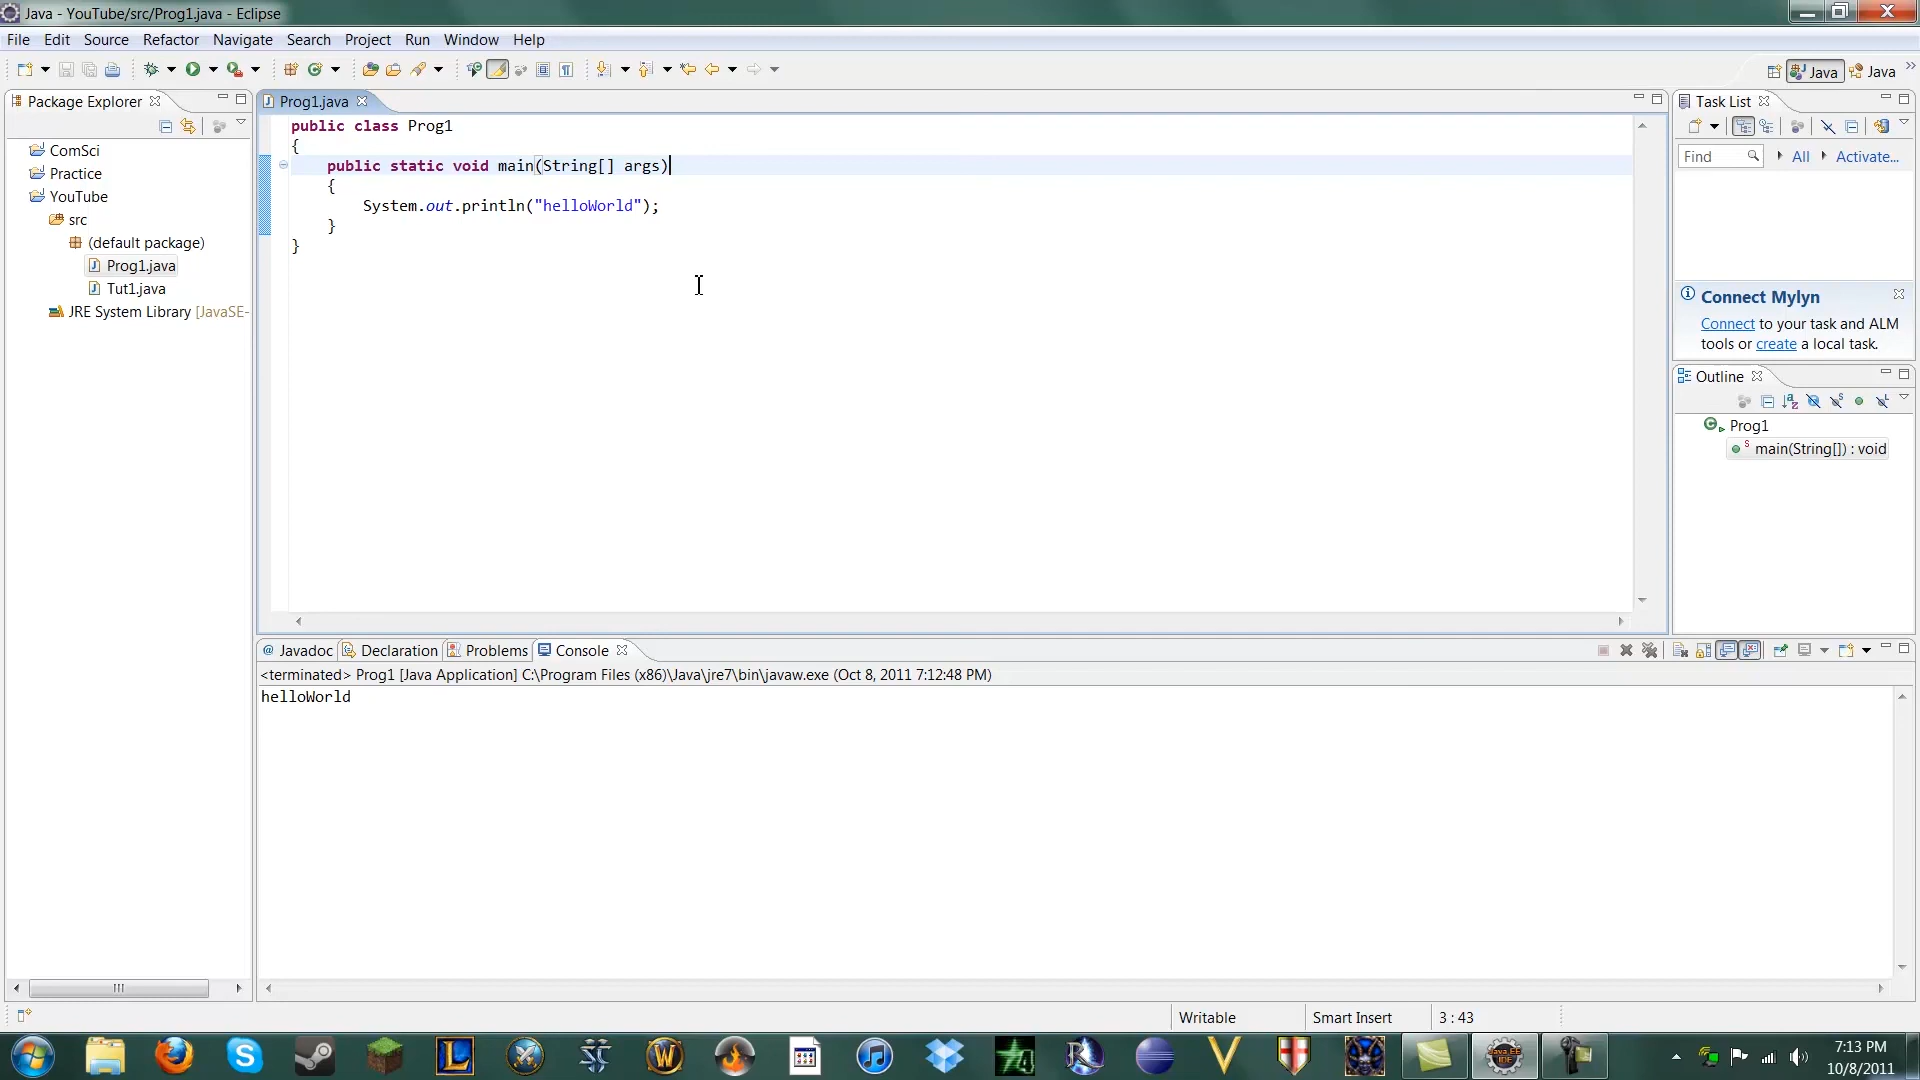 Java - YouTube/src/Prog1.java - Eclipse
File Edit Source Refactor Navigate Search Project Run Window Help
Java Java
Package Explorer
ComSci
Practice
YouTube
src
(default package)
Prog1.java
Tut1.java
JRE System Library [JavaSE-
Prog1.java
public class Prog1
{
public static void main(String[] args)
{
System.out.println("helloWorld");
}
}
Task List
Find All Activate...
Connect Mylyn
Connect to your task and ALM
tools or create a local task.
Outline
Prog1
main(String[]) : void
Javadoc Declaration Problems Console
<terminated> Prog1 [Java Application] C:\Program Files (x86)\Java\jre7\bin\javaw.exe (Oct 8, 2011 7:12:48 PM)
helloWorld
Writable Smart Insert 3 : 43
7:13 PM
10/8/2011